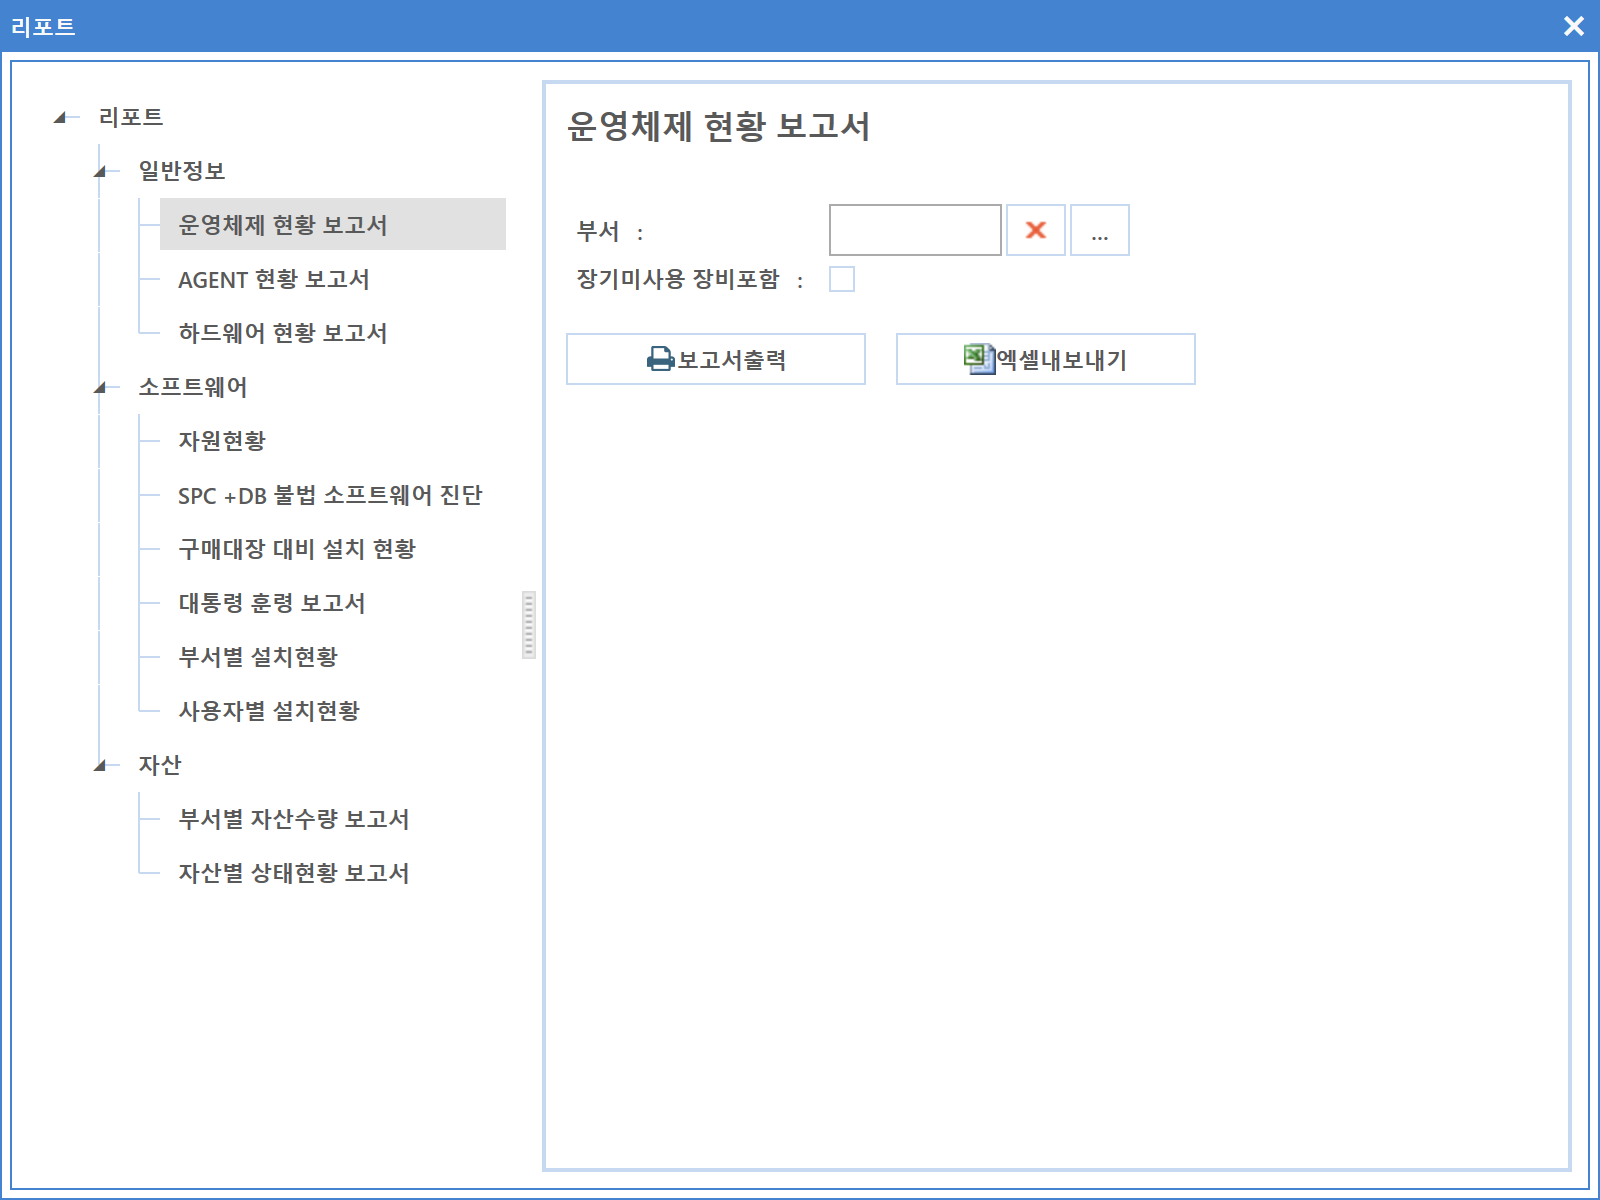 리포트
리포트
일반정보
운영체제 현황 보고서
AGENT 현황 보고서
하드웨어 현황 보고서
소프트웨어
자원현황
SPC +DB 불법 소프트웨어 진단
구매대장 대비 설치 현황
대통령 훈령 보고서
부서별 설치현황
사용자별 설치현황
자산
부서별 자산수량 보고서
자산별 상태현황 보고서
운영체제 현황 보고서
부서 :
...
장기미사용 장비포함 :
보고서출력
엑셀내보내기